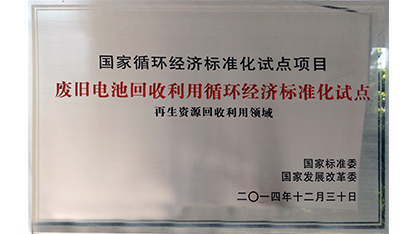 国家循环经济标准化试点项目
废旧电池回收利用循环经济标准化试点
再生资源回收利用领域
国家标准委
国家发展改革委
二〇一四年十二月三十日